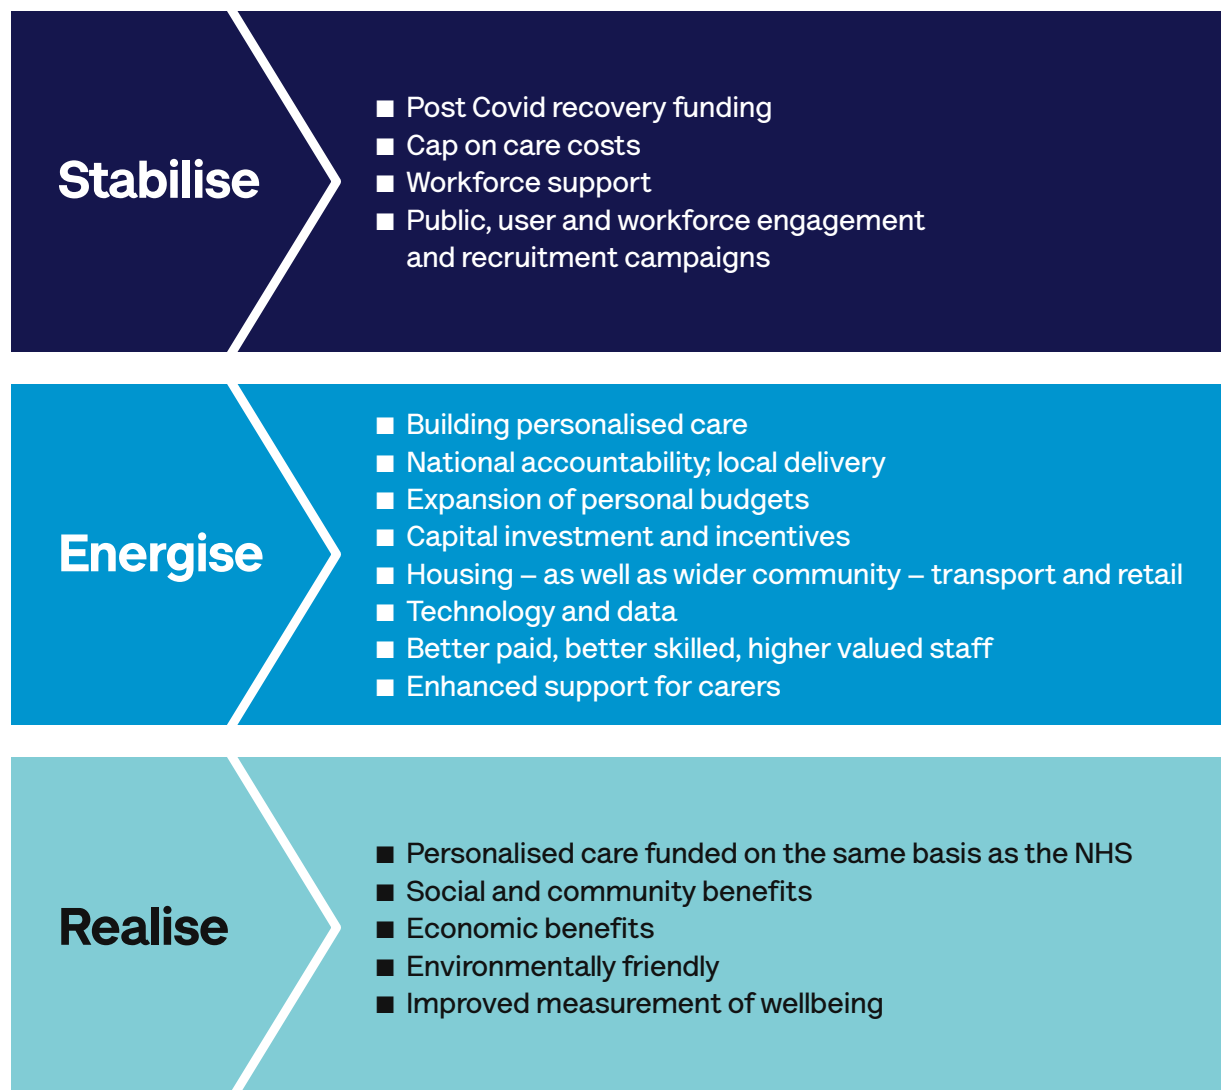 Stabilise
■ Post Covid recovery funding
■ Cap on care costs
■ Workforce support
■ Public, user and workforce engagement
and recruitment campaigns
Energise
■ Building personalised care
■ National accountability; local delivery
■ Expansion of personal budgets
■ Capital investment and incentives
■ Housing – as well as wider community – transport and retail
■ Technology and data
■ Better paid, better skilled, higher valued staff
■ Enhanced support for carers
Realise
■ Personalised care funded on the same basis as the NHS
■ Social and community benefits
■ Economic benefits
■ Environmentally friendly
■ Improved measurement of wellbeing